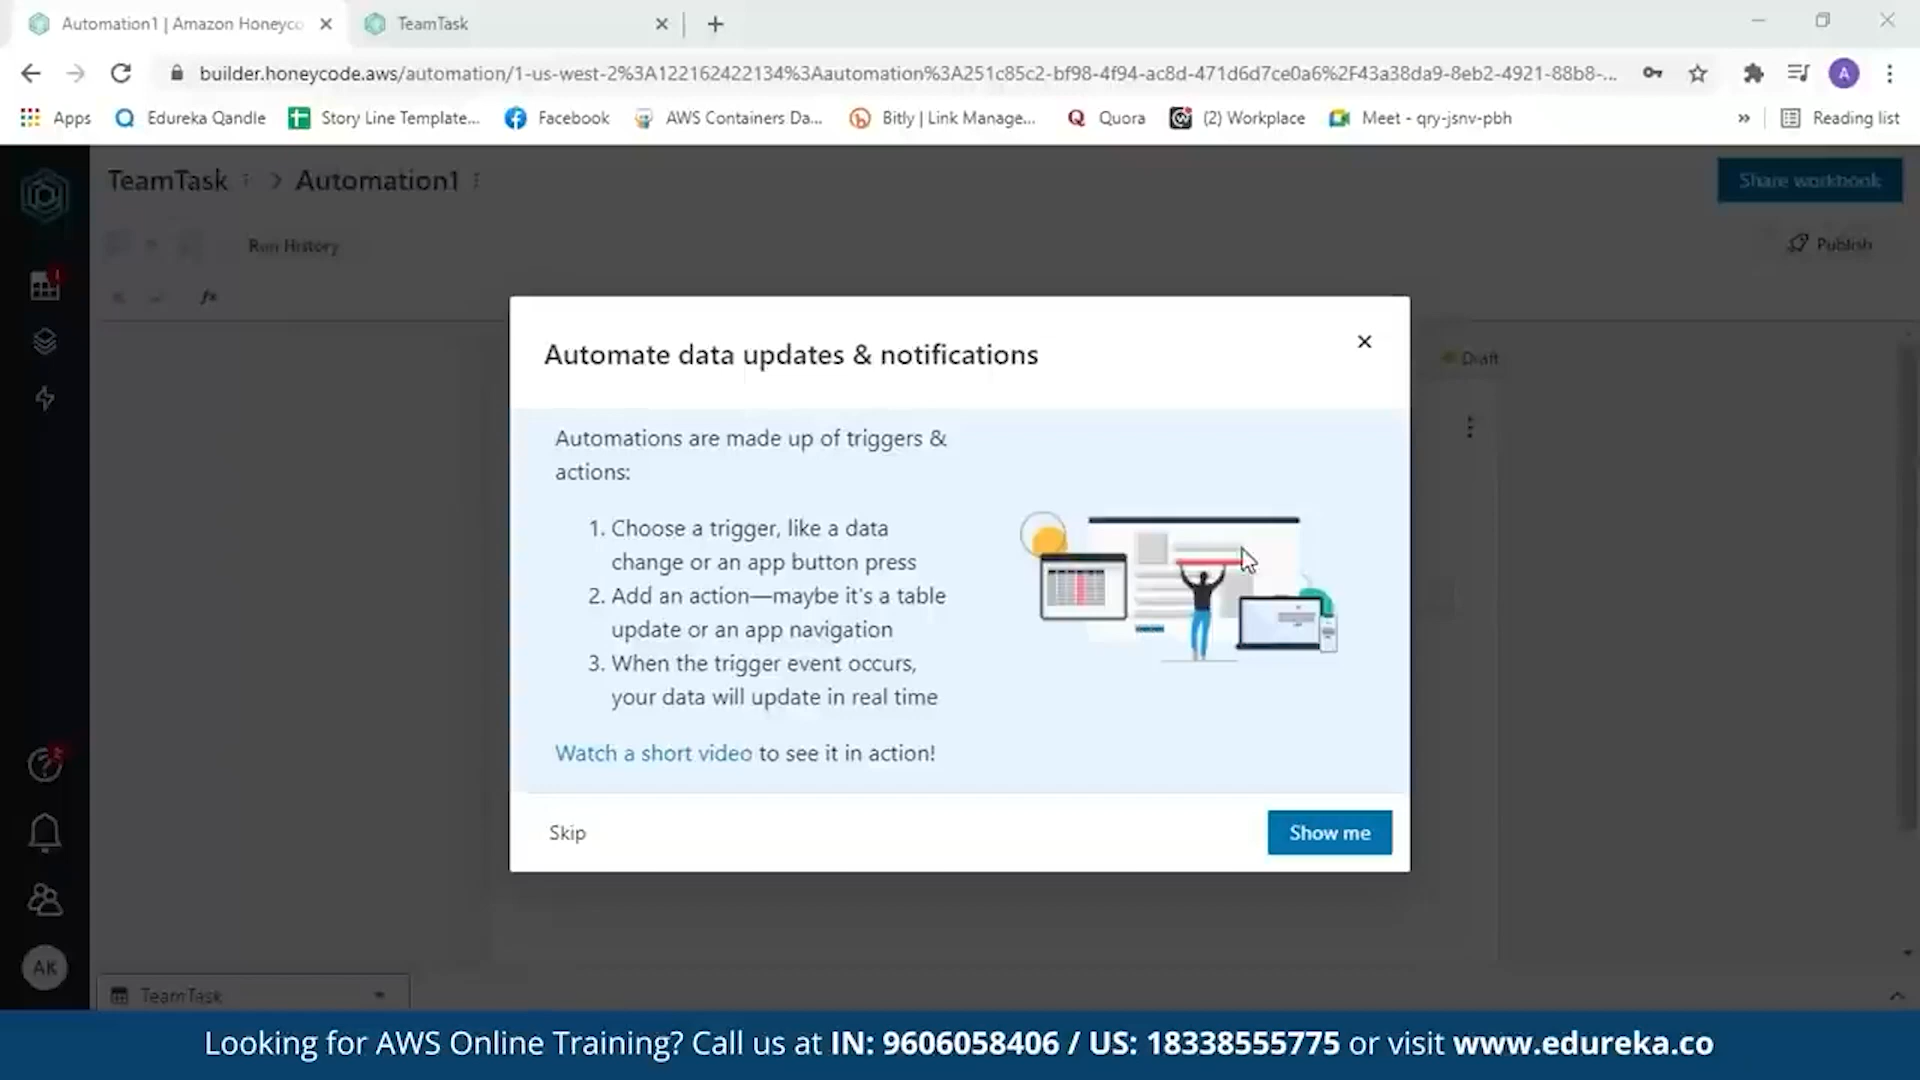 Automation1 | Amazon Honeyco
TeamTask
builder.honeycode.aws/automation/1-us-west-2%3A122162422134%3Aautomation%3A251c85c2-bf98-4f94-ac8d-471d6d7ce0a6%2F43a38da9-8eb2-4921-88b8-...
A
Apps
Edureka Qandle
Story Line Template...
Facebook
AWS Containers Da...
Bitly | Link Manage...
Quora
(2) Workplace
Meet - qry-jsnv-pbh
»
Reading list
TeamTask > Automation1
Share workbook
Run History
Publish
fx
Draft
Automate data updates & notifications
Automations are made up of triggers &
actions:
1. Choose a trigger, like a data
change or an app button press
2. Add an action—maybe it's a table
update or an app navigation
3. When the trigger event occurs,
your data will update in real time
Watch a short video to see it in action!
Skip
Show me
AK
TeamTask
Looking for AWS Online Training? Call us at IN: 9606058406 / US: 18338555775 or visit www.edureka.co